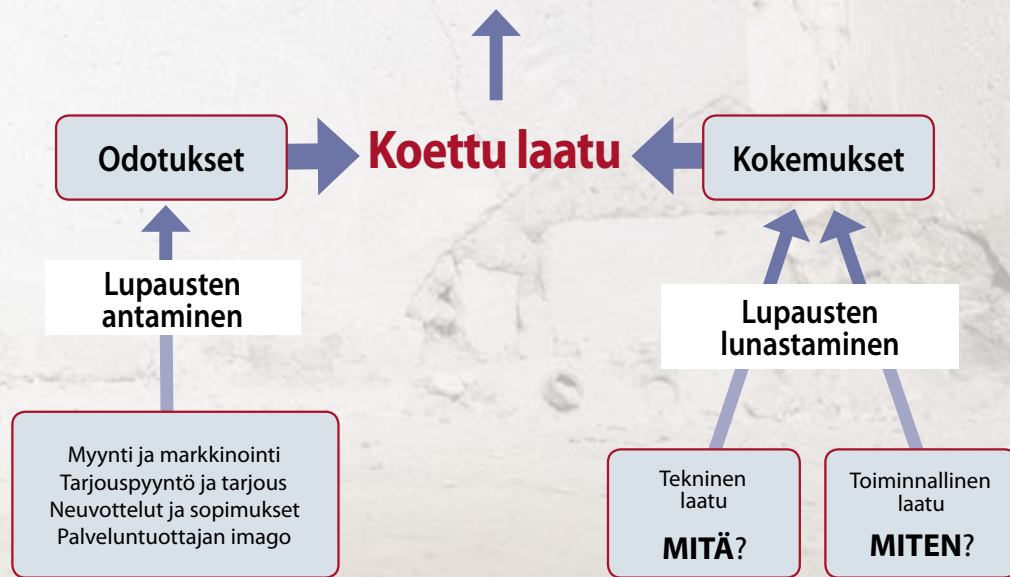 Odotukset
Koettu laatu
Kokemukset
Lupausten
antaminen
Lupausten
lunastaminen
Myynti ja markkinointi
Tarjouspyyntö ja tarjous
Neuvottelut ja sopimukset
Palveluntuottajan imago
Tekninen
laatu
MITÄ?
Toiminnallinen
laatu
MITEN?